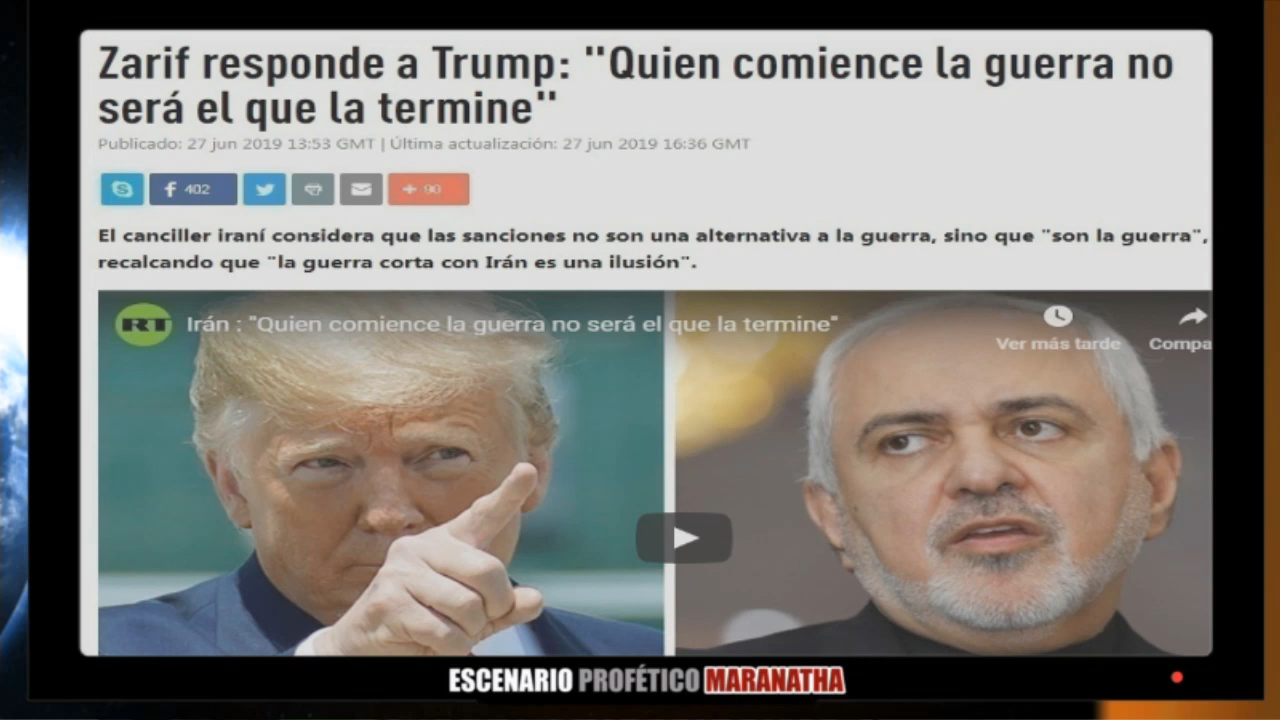 Zarif responde a Trump: "Quien comience la guerra no
será el que la termine"
Publicado: 27 jun 2019 13:53 GMT | Última actualización: 27 jun 2019 16:36 GMT
402
+ 90
El canciller iraní considera que las sanciones no son una alternativa a la guerra, sino que "son la guerra",
recalcando que "la guerra corta con Irán es una ilusión".
RT
Irán : "Quien comience la guerra no será el que la termine"
Ver más tarde
Compa
ESCENARIO PROFÉTICO MARANATHA